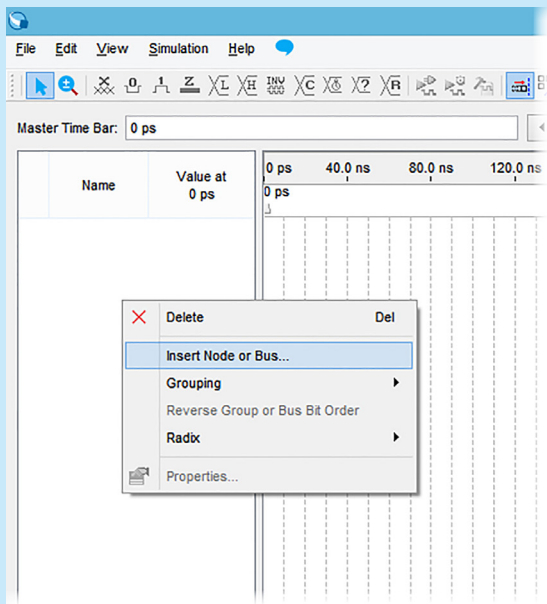 File Edit View Simulation Help
Master Time Bar: 0 ps
Name Value at 0 ps
0 ps 40.0 ns 80.0 ns 120.0 ns
0 ps
Delete Del
Insert Node or Bus...
Grouping
Reverse Group or Bus Bit Order
Radix
Properties...